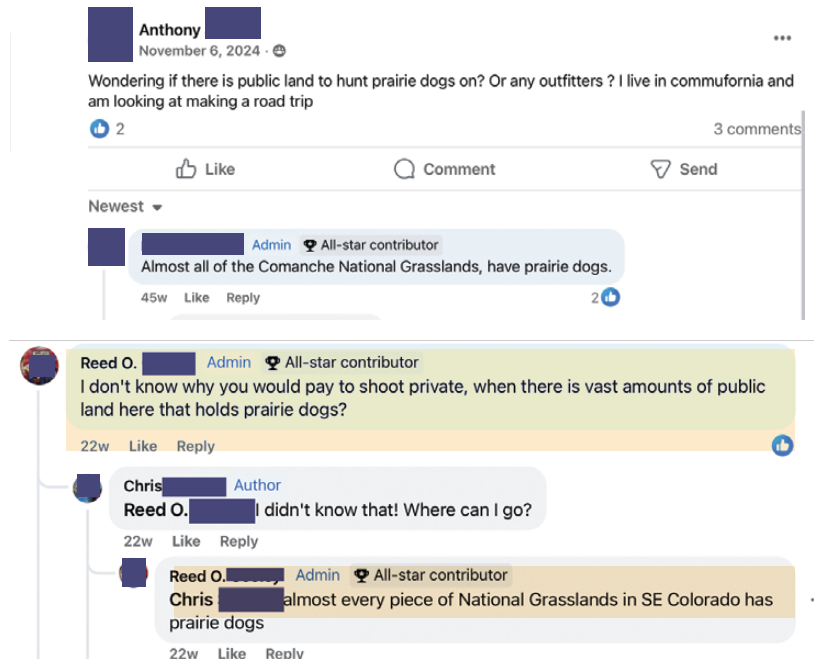 Anthony
November 6, 2024 ·
Wondering if there is public land to hunt prairie dogs on? Or any outfitters ? I live in commufornia and
am looking at making a road trip
2
3 comments
Like Comment Send
Newest
Admin All-star contributor
Almost all of the Comanche National Grasslands, have prairie dogs.
45w Like Reply 2
Reed O. Admin All-star contributor
I don't know why you would pay to shoot private, when there is vast amounts of public
land here that holds prairie dogs?
22w Like Reply
Chris Author
Reed O. I didn't know that! Where can I go?
22w Like Reply
Reed O. Admin All-star contributor
Chris almost every piece of National Grasslands in SE Colorado has
prairie dogs
22w Like Reply